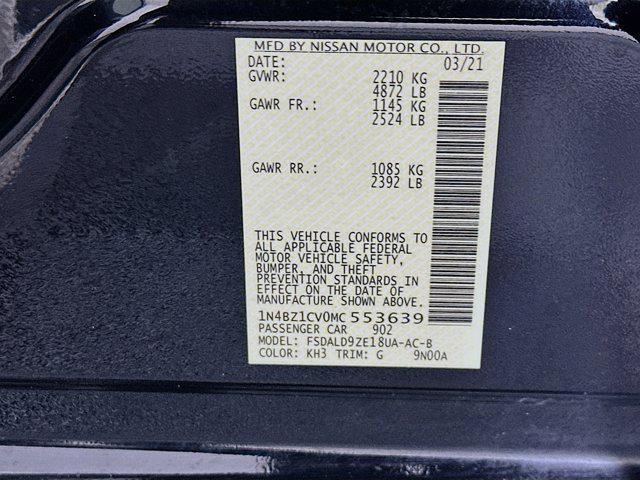 MFD BY NISSAN MOTOR CO., LTD.
DATE: 03/21
GVWR: 2210 KG
4872 LB
GAWR FR.: 1145 KG
2524 LB
GAWR RR.: 1085 KG
2392 LB
THIS VEHICLE CONFORMS TO
ALL APPLICABLE FEDERAL
MOTOR VEHICLE SAFETY,
BUMPER, AND THEFT
PREVENTION STANDARDS IN
EFFECT ON THE DATE OF
MANUFACTURE SHOWN ABOVE.
1N4BZ1CV0MC 553639
PASSENGER CAR 902
MODEL: FSDALD9ZE18UA-AC-B
COLOR: KH3 TRIM: G 9N00A